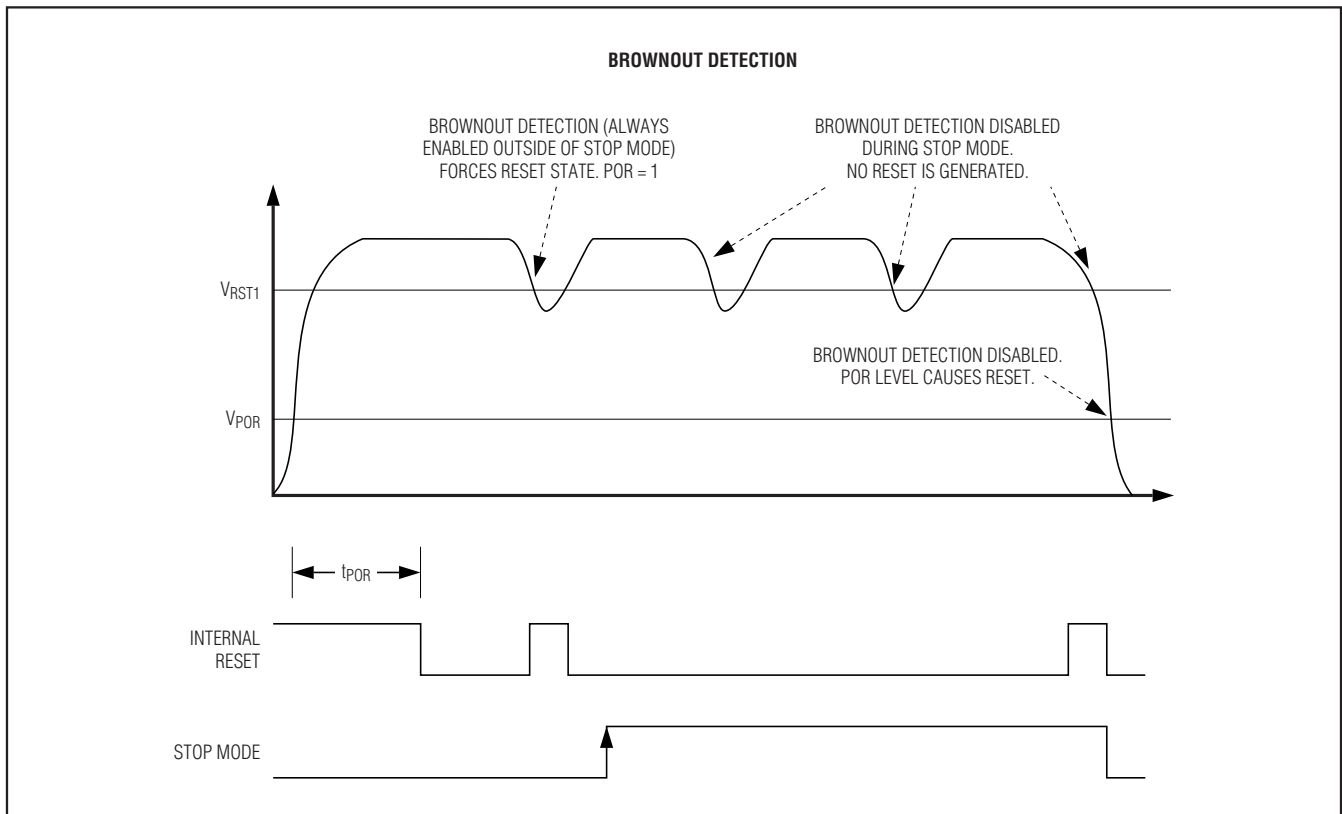 BROWNOUT DETECTION
BROWNOUT DETECTION (ALWAYS
ENABLED OUTSIDE OF STOP MODE)
FORCES RESET STATE. POR = 1
BROWNOUT DETECTION DISABLED
DURING STOP MODE.
NO RESET IS GENERATED.
VRST1
BROWNOUT DETECTION DISABLED.
POR LEVEL CAUSES RESET.
VPOR
tPOR
INTERNAL
RESET
STOP MODE